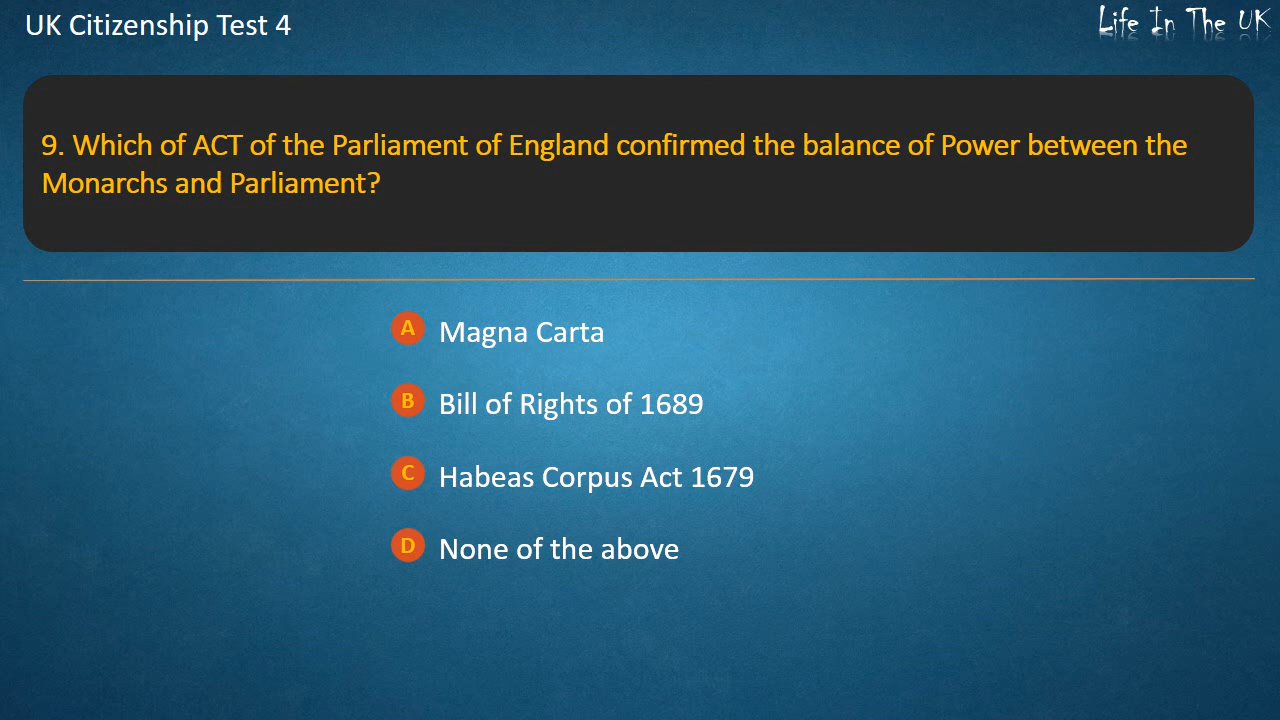 UK Citizenship Test 4
Life In The UK
9. Which of ACT of the Parliament of England confirmed the balance of Power between the
Monarchs and Parliament?
A Magna Carta
B Bill of Rights of 1689
C Habeas Corpus Act 1679
D None of the above